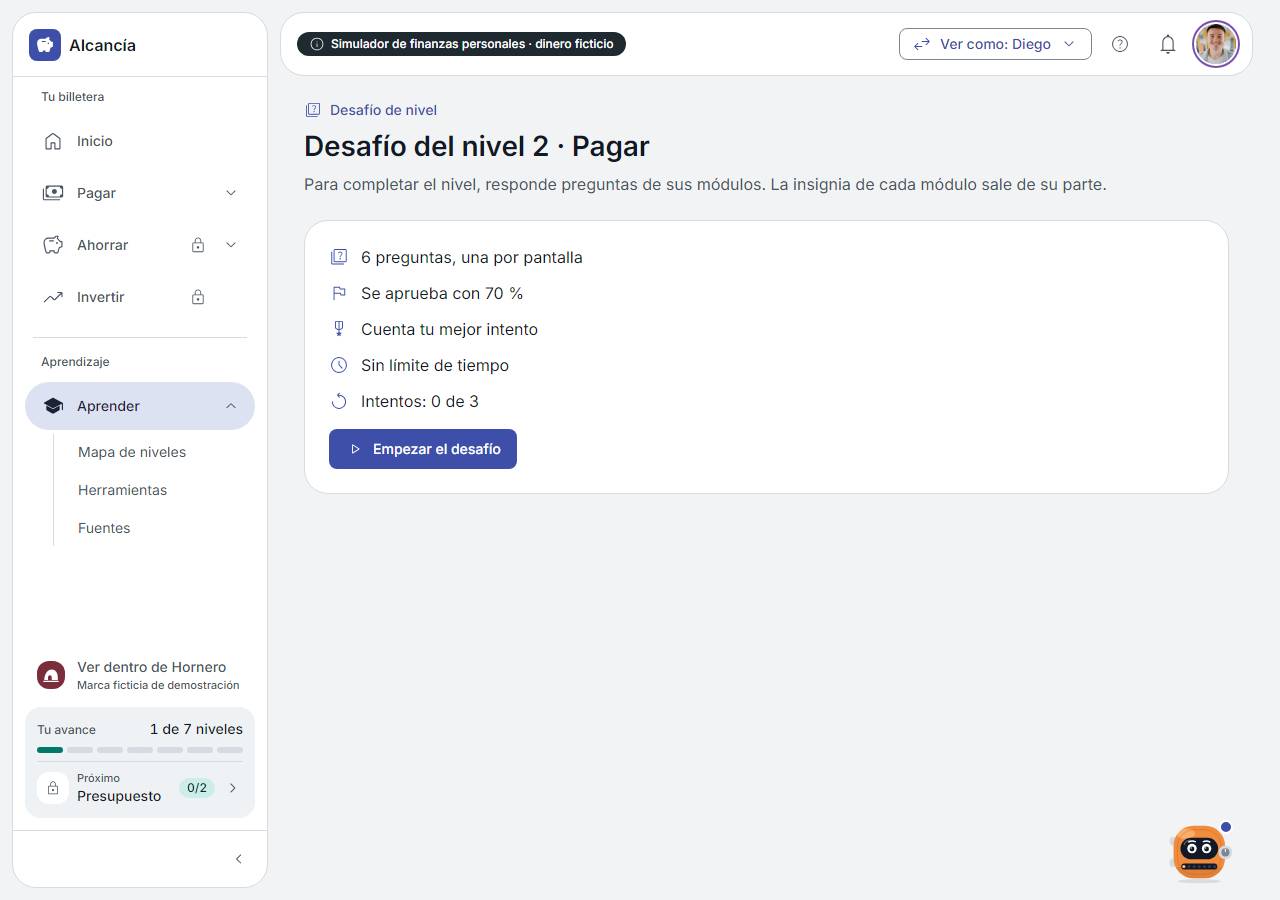 Alcancía
Tu billetera
Inicio
Pagar
Ahorrar
Invertir
Aprendizaje
Aprender
Mapa de niveles
Herramientas
Fuentes
Ver dentro de Hornero
Marca ficticia de demostración
Tu avance 1 de 7 niveles
Próximo
Presupuesto 0/2
Simulador de finanzas personales · dinero ficticio
Ver como: Diego
Desafío de nivel
Desafío del nivel 2 · Pagar
Para completar el nivel, responde preguntas de sus módulos. La insignia de cada módulo sale de su parte.
6 preguntas, una por pantalla
Se aprueba con 70 %
Cuenta tu mejor intento
Sin límite de tiempo
Intentos: 0 de 3
Empezar el desafío